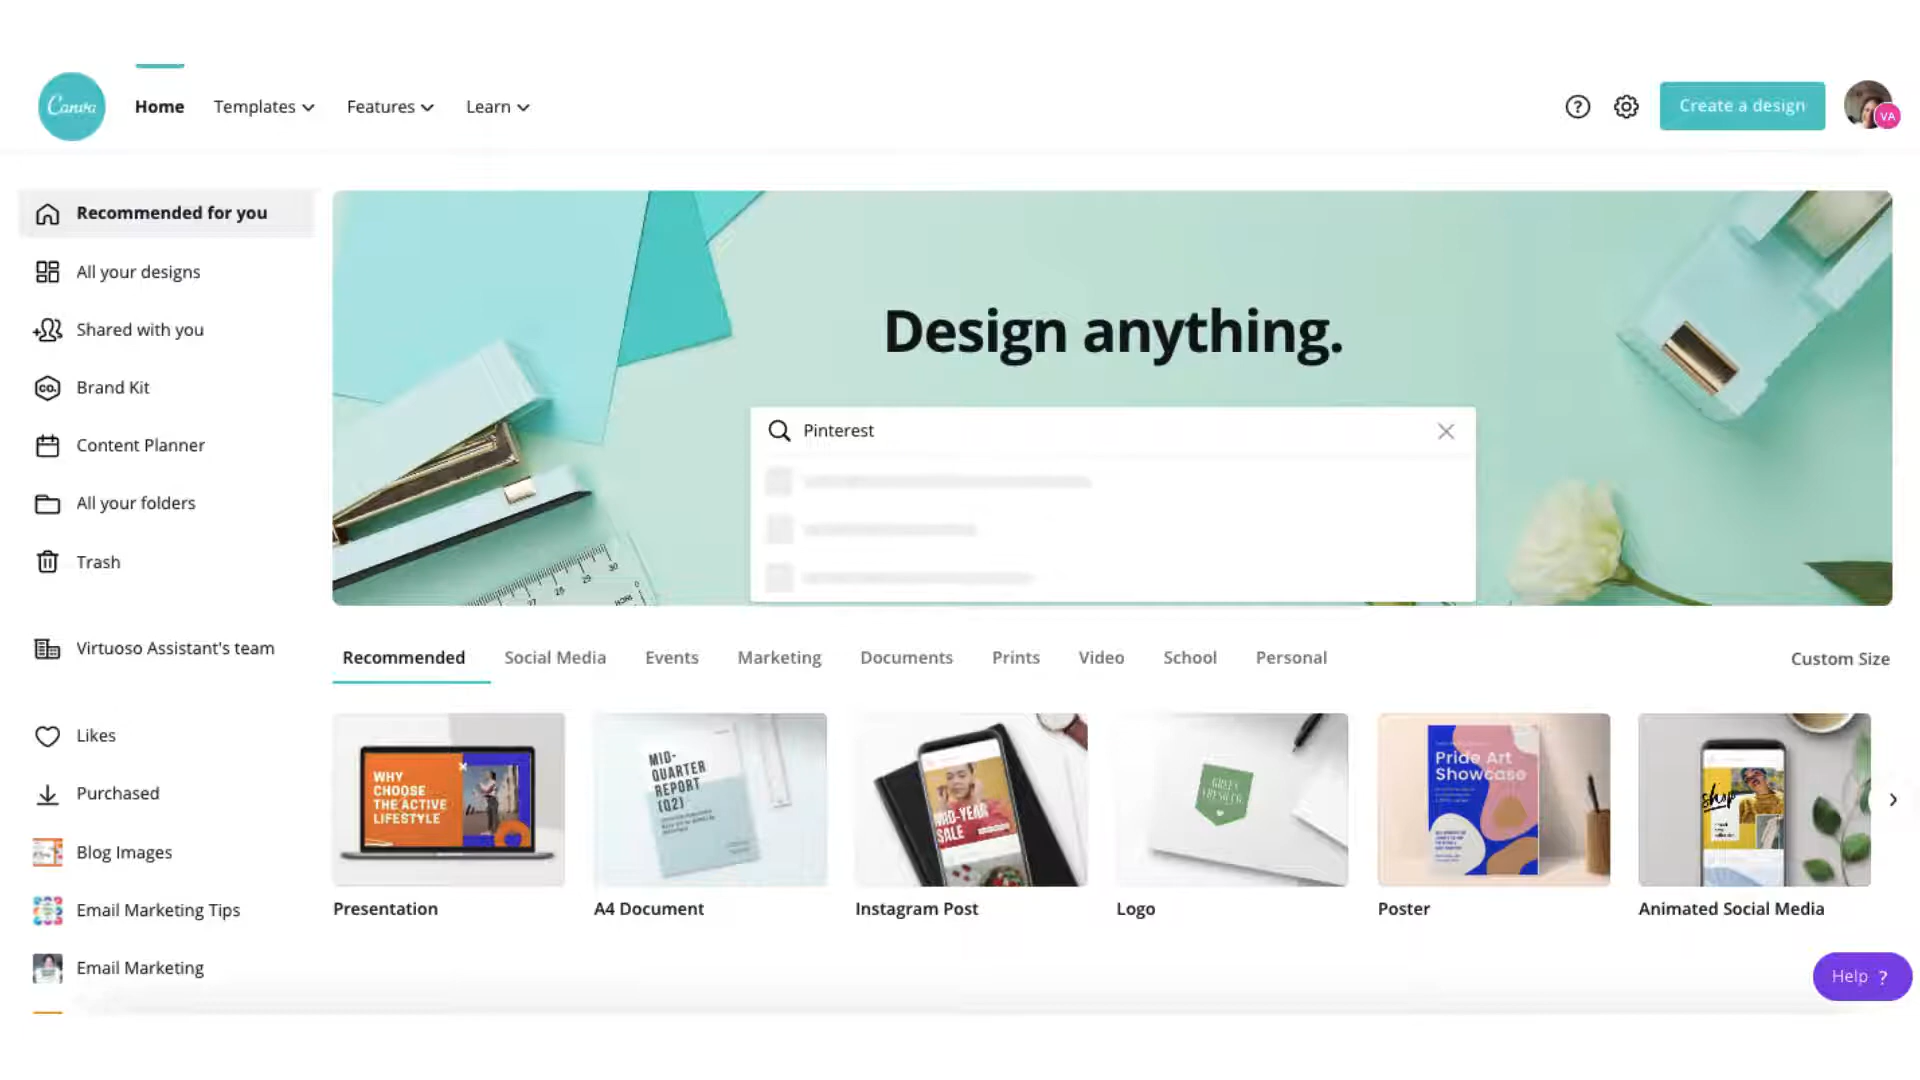 Canva
Home
Templates
Features
Learn
Create a design
VA
Recommended for you
All your designs
Shared with you
CO.
Brand Kit
Content Planner
All your folders
Trash
Virtuoso Assistant's team
Likes
Purchased
Blog Images
Email Marketing Tips
Email Marketing
Design anything.
Pinterest
Recommended
Social Media
Events
Marketing
Documents
Prints
Video
School
Personal
Custom Size
WHY
CHOOSE
THE ACTIVE
LIFESTYLE
Presentation
MID-
QUARTER
REPORT
(Q2)
A4 Document
MID-YEAR
SALE
Instagram Post
Logo
Pride Art
Showcase
Poster
shop
Animated Social Media
Help ?